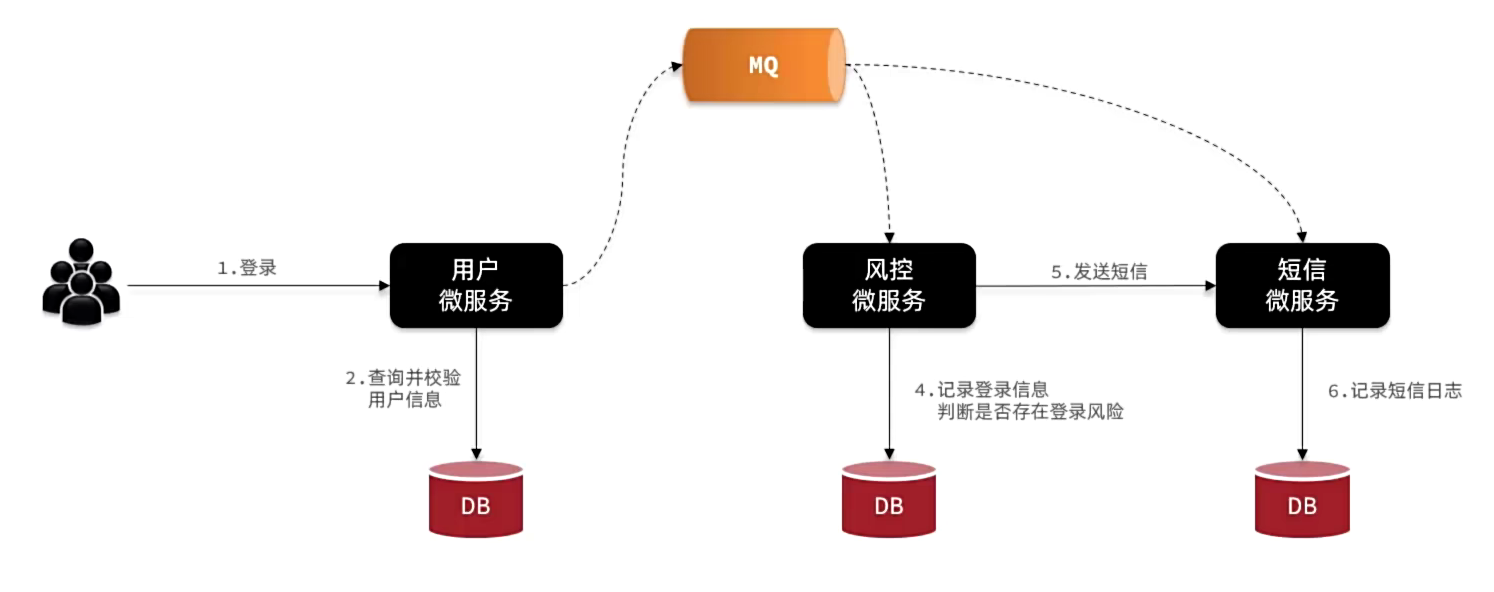 MQ
1.登录
用户
微服务
风控
微服务
5.发送短信
短信
微服务
2.查询并校验
用户信息
4.记录登录信息
判断是否存在登录风险
6.记录短信日志
DB
DB
DB